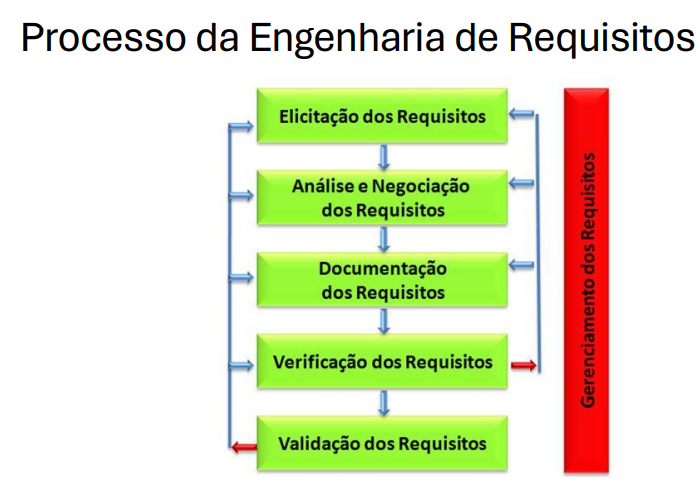 Processo da Engenharia de Requisitos
Elicitação dos Requisitos
Análise e Negociação
dos Requisitos
Documentação
dos Requisitos
Verificação dos Requisitos
Validação dos Requisitos
Gerenciamento dos Requisitos